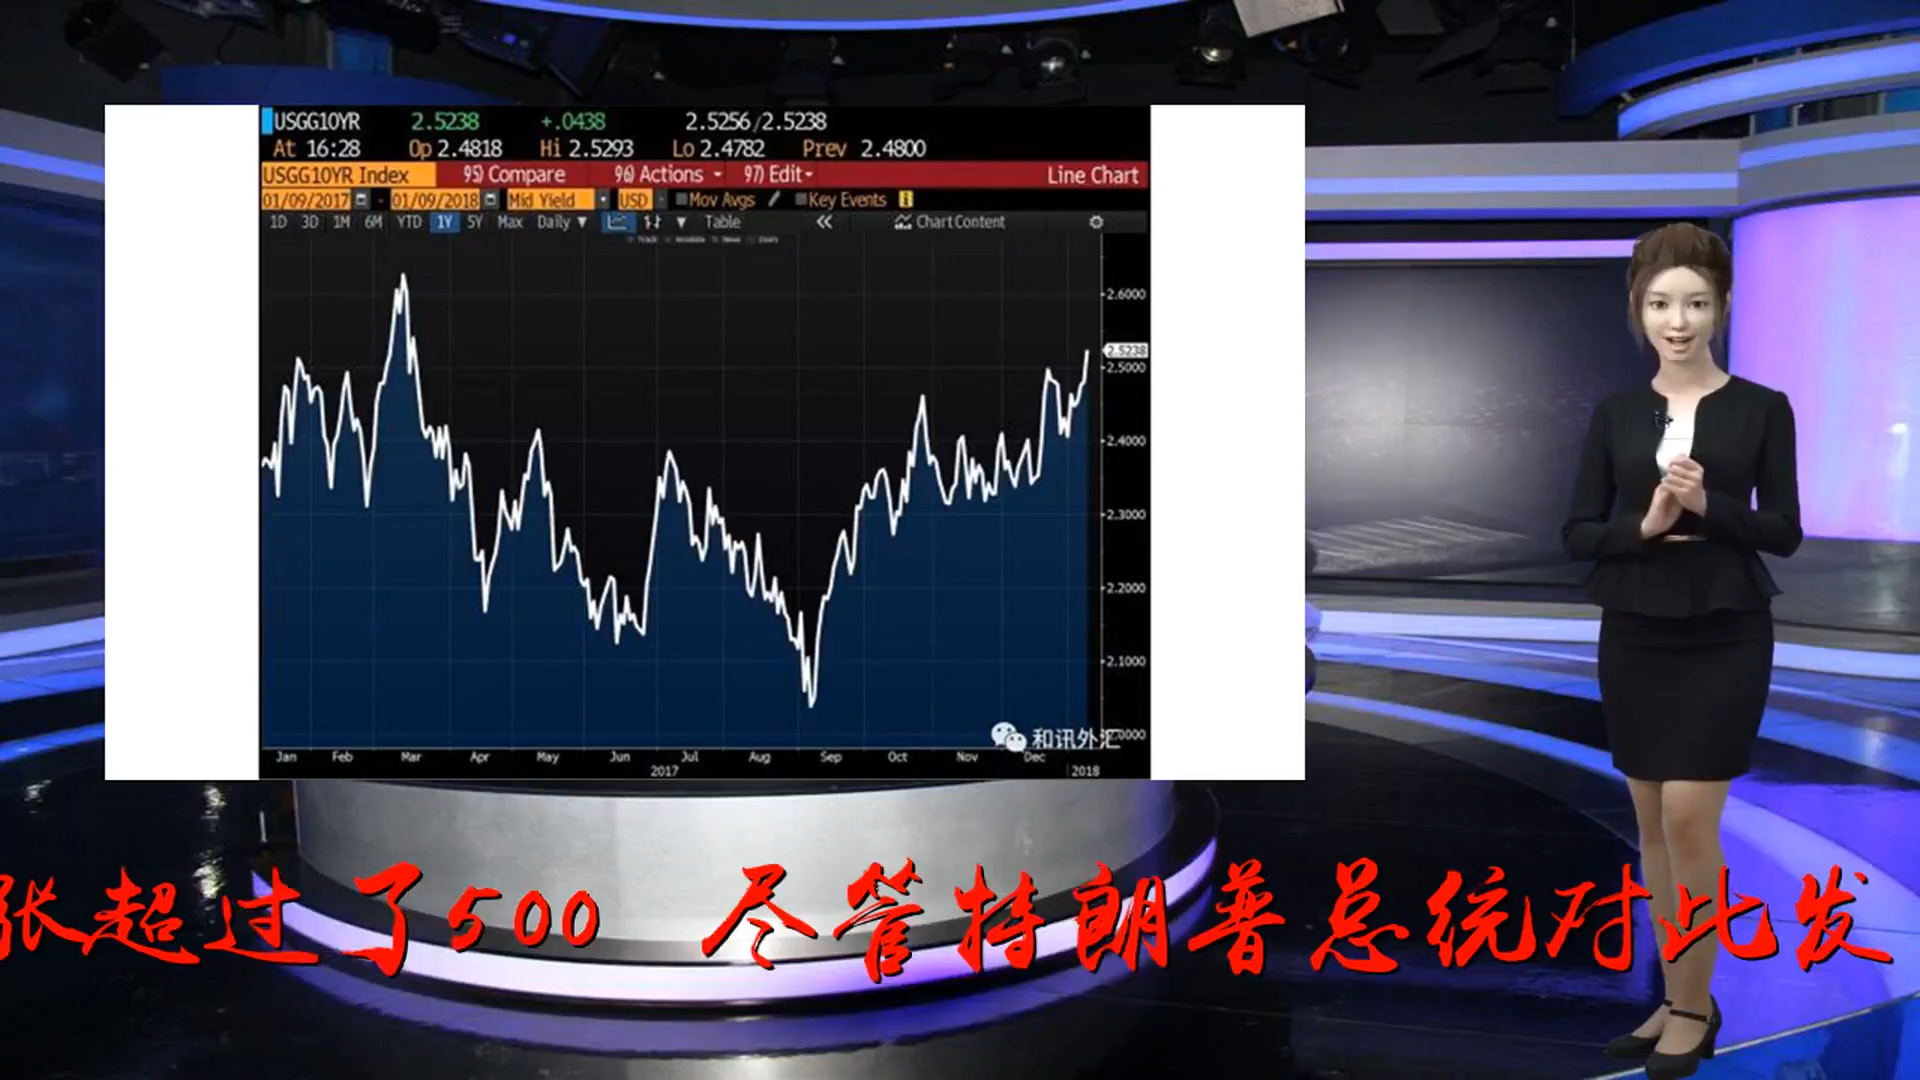 USGG10YR 2.5238 +.0438 2.5256/2.5238
At 16:28 Op 2.4818 Hi 2.5293 Lo 2.4782 Prev 2.4800
USGG10YR Index 95) Compare 96) Actions 97) Edit Line Chart
01/09/2017 - 01/09/2018 Mid Yield USD Mov Avgs Key Events
1D 3D 1M 6M YTD 1Y 5Y Max Daily Table Chart Content
2.6000
2.5238
2.5000
2.4000
2.3000
2.2000
2.1000
和讯外汇
Jan Feb Mar Apr May Jun Jul Aug Sep Oct Nov Dec
2017 2018
张超过了500 尽管特朗普总统对此发